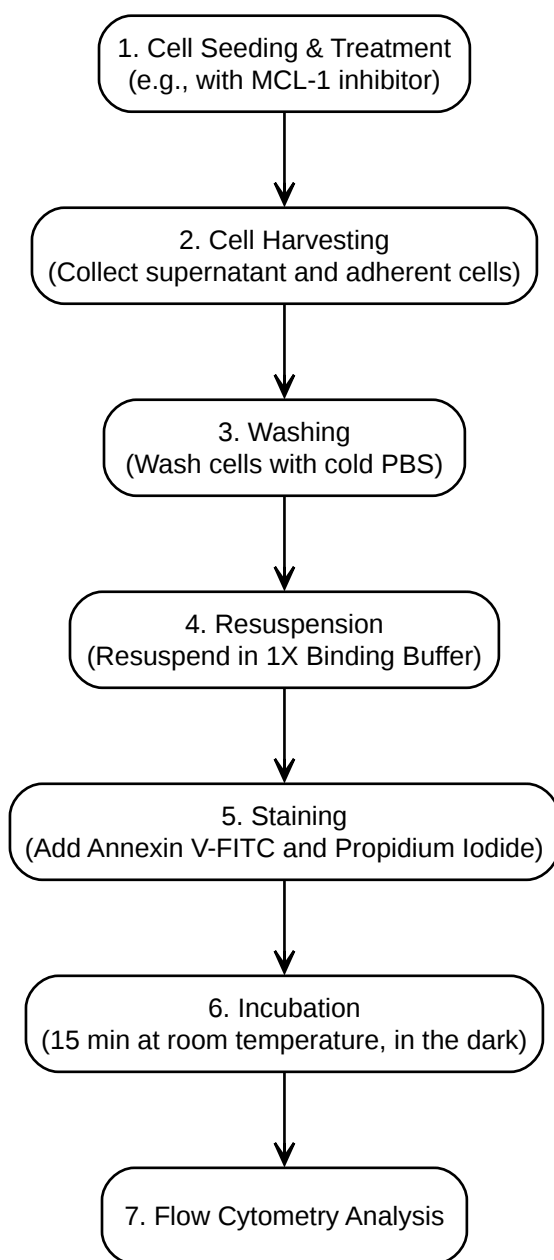 1. Cell Seeding & Treatment
(e.g., with MCL-1 inhibitor)
2. Cell Harvesting
(Collect supernatant and adherent cells)
3. Washing
(Wash cells with cold PBS)
4. Resuspension
(Resuspend in 1X Binding Buffer)
5. Staining
(Add Annexin V-FITC and Propidium Iodide)
6. Incubation
(15 min at room temperature, in the dark)
7. Flow Cytometry Analysis